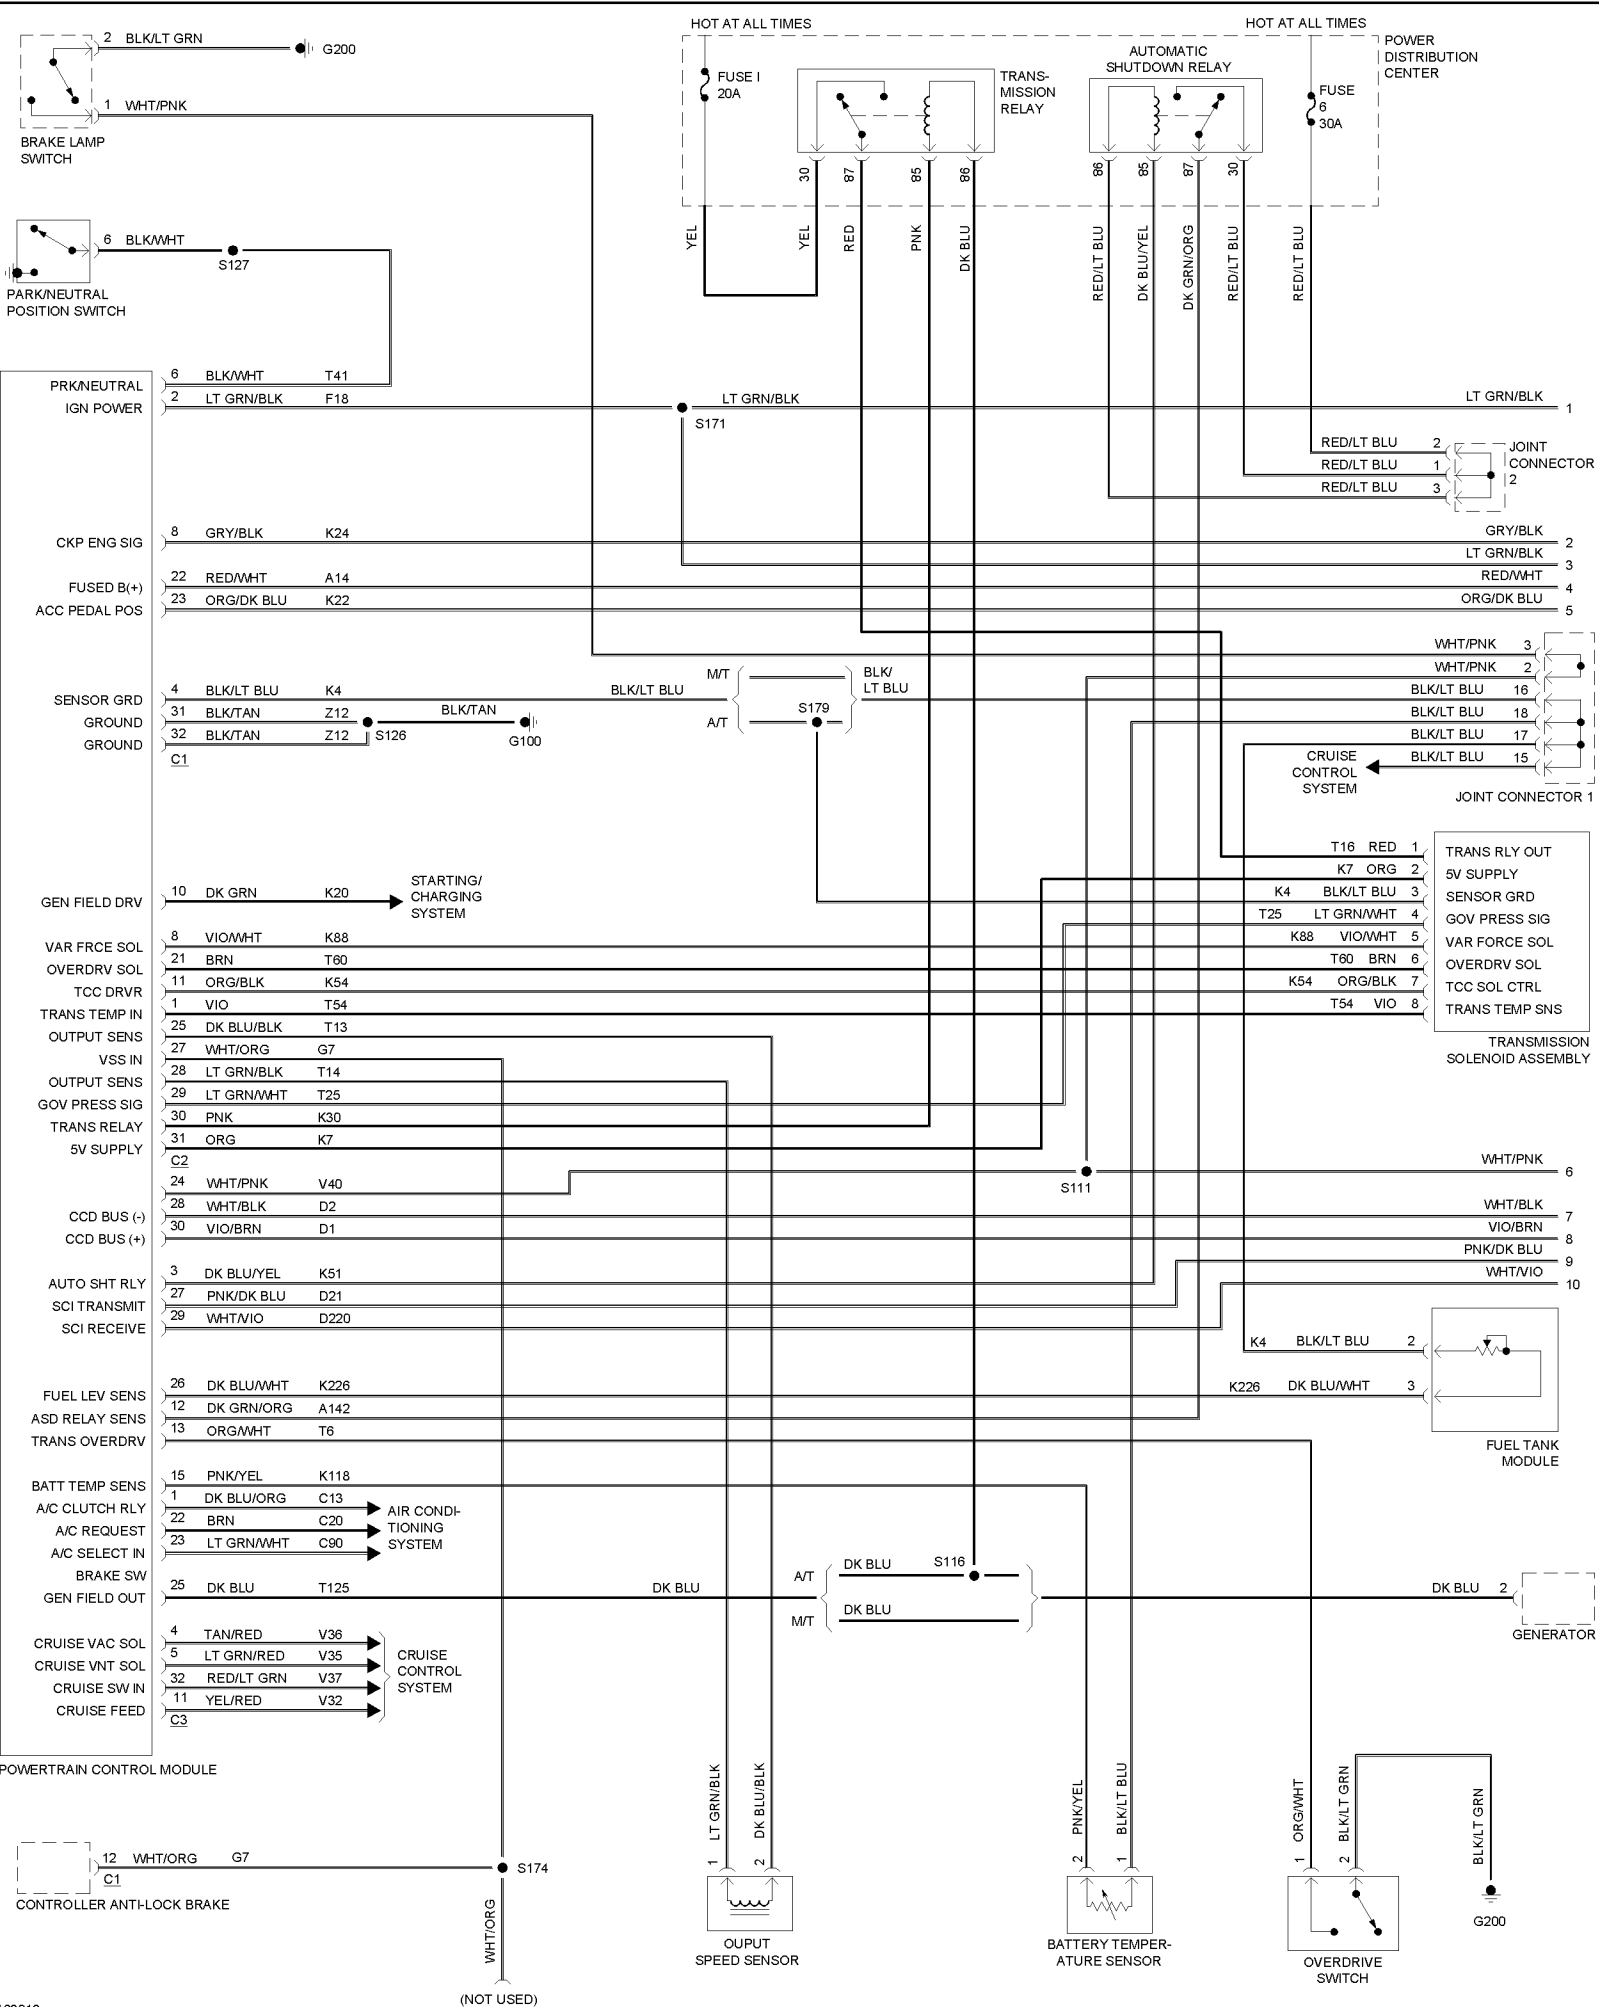 HOT AT ALL TIMES
HOT AT ALL TIMES
2 BLK/LT GRN
G200
1 WHT/PNK
BRAKE LAMP
SWITCH
FUSE I
20A
TRANS-
MISSION
RELAY
AUTOMATIC
SHUTDOWN RELAY
FUSE
6
30A
POWER
DISTRIBUTION
CENTER
30
87
85
86
86
85
87
30
YEL
YEL
RED
PNK
DK BLU
RED/LT BLU
DK BLU/YEL
DK GRN/ORG
RED/LT BLU
RED/LT BLU
6 BLK/WHT
S127
PARK/NEUTRAL
POSITION SWITCH
PRK/NEUTRAL 6 BLK/WHT T41
IGN POWER 2 LT GRN/BLK F18
S171
LT GRN/BLK
LT GRN/BLK 1
RED/LT BLU 2
RED/LT BLU 1
RED/LT BLU 3
JOINT
CONNECTOR
2
CKP ENG SIG 8 GRY/BLK K24
GRY/BLK 2
LT GRN/BLK 3
FUSED B(+) 22 RED/WHT A14
RED/WHT 4
ACC PEDAL POS 23 ORG/DK BLU K22
ORG/DK BLU 5
WHT/PNK 3
WHT/PNK 2
BLK/LT BLU 16
BLK/LT BLU 18
BLK/LT BLU 17
BLK/LT BLU 15
CRUISE
CONTROL
SYSTEM
JOINT CONNECTOR 1
SENSOR GRD 4 BLK/LT BLU K4
BLK/LT BLU
M/T
A/T
S179
BLK/
LT BLU
GROUND 31 BLK/TAN Z12
BLK/TAN
S126
G100
GROUND 32 BLK/TAN Z12
C1
GEN FIELD DRV 10 DK GRN K20
STARTING/
CHARGING
SYSTEM
T16 RED 1 TRANS RLY OUT
K7 ORG 2 5V SUPPLY
K4 BLK/LT BLU 3 SENSOR GRD
T25 LT GRN/WHT 4 GOV PRESS SIG
K88 VIO/WHT 5 VAR FORCE SOL
T60 BRN 6 OVERDRV SOL
K54 ORG/BLK 7 TCC SOL CTRL
T54 VIO 8 TRANS TEMP SNS
TRANSMISSION
SOLENOID ASSEMBLY
VAR FRCE SOL 8 VIO/WHT K88
OVERDRV SOL 21 BRN T60
TCC DRVR 11 ORG/BLK K54
TRANS TEMP IN 1 VIO T54
OUTPUT SENS 25 DK BLU/BLK T13
VSS IN 27 WHT/ORG G7
OUTPUT SENS 28 LT GRN/BLK T14
GOV PRESS SIG 29 LT GRN/WHT T25
TRANS RELAY 30 PNK K30
5V SUPPLY 31 ORG K7
C2
24 WHT/PNK V40
S111
WHT/PNK 6
CCD BUS (-) 28 WHT/BLK D2
WHT/BLK 7
CCD BUS (+) 30 VIO/BRN D1
VIO/BRN 8
PNK/DK BLU 9
WHT/VIO 10
AUTO SHT RLY 3 DK BLU/YEL K51
SCI TRANSMIT 27 PNK/DK BLU D21
SCI RECEIVE 29 WHT/VIO D220
K4 BLK/LT BLU 2
K226 DK BLU/WHT 3
FUEL TANK
MODULE
FUEL LEV SENS 26 DK BLU/WHT K226
ASD RELAY SENS 12 DK GRN/ORG A142
TRANS OVERDRV 13 ORG/WHT T6
BATT TEMP SENS 15 PNK/YEL K118
A/C CLUTCH RLY 1 DK BLU/ORG C13
A/C REQUEST 22 BRN C20
A/C SELECT IN 23 LT GRN/WHT C90
AIR CONDI-
TIONING
SYSTEM
BRAKE SW
GEN FIELD OUT 25 DK BLU T125
DK BLU
A/T
DK BLU
S116
M/T
DK BLU
DK BLU 2
GENERATOR
CRUISE VAC SOL 4 TAN/RED V36
CRUISE VNT SOL 5 LT GRN/RED V35
CRUISE SW IN 32 RED/LT GRN V37
CRUISE FEED 11 YEL/RED V32
C3
CRUISE
CONTROL
SYSTEM
POWERTRAIN CONTROL MODULE
12 WHT/ORG G7
C1
S174
CONTROLLER ANTI-LOCK BRAKE
WHT/ORG
(NOT USED)
LT GRN/BLK
DK BLU/BLK
1
2
OUPUT
SPEED SENSOR
PNK/YEL
BLK/LT BLU
2
1
BATTERY TEMPER-
ATURE SENSOR
ORG/WHT
BLK/LT GRN
1
2
BLK/LT GRN
G200
OVERDRIVE
SWITCH